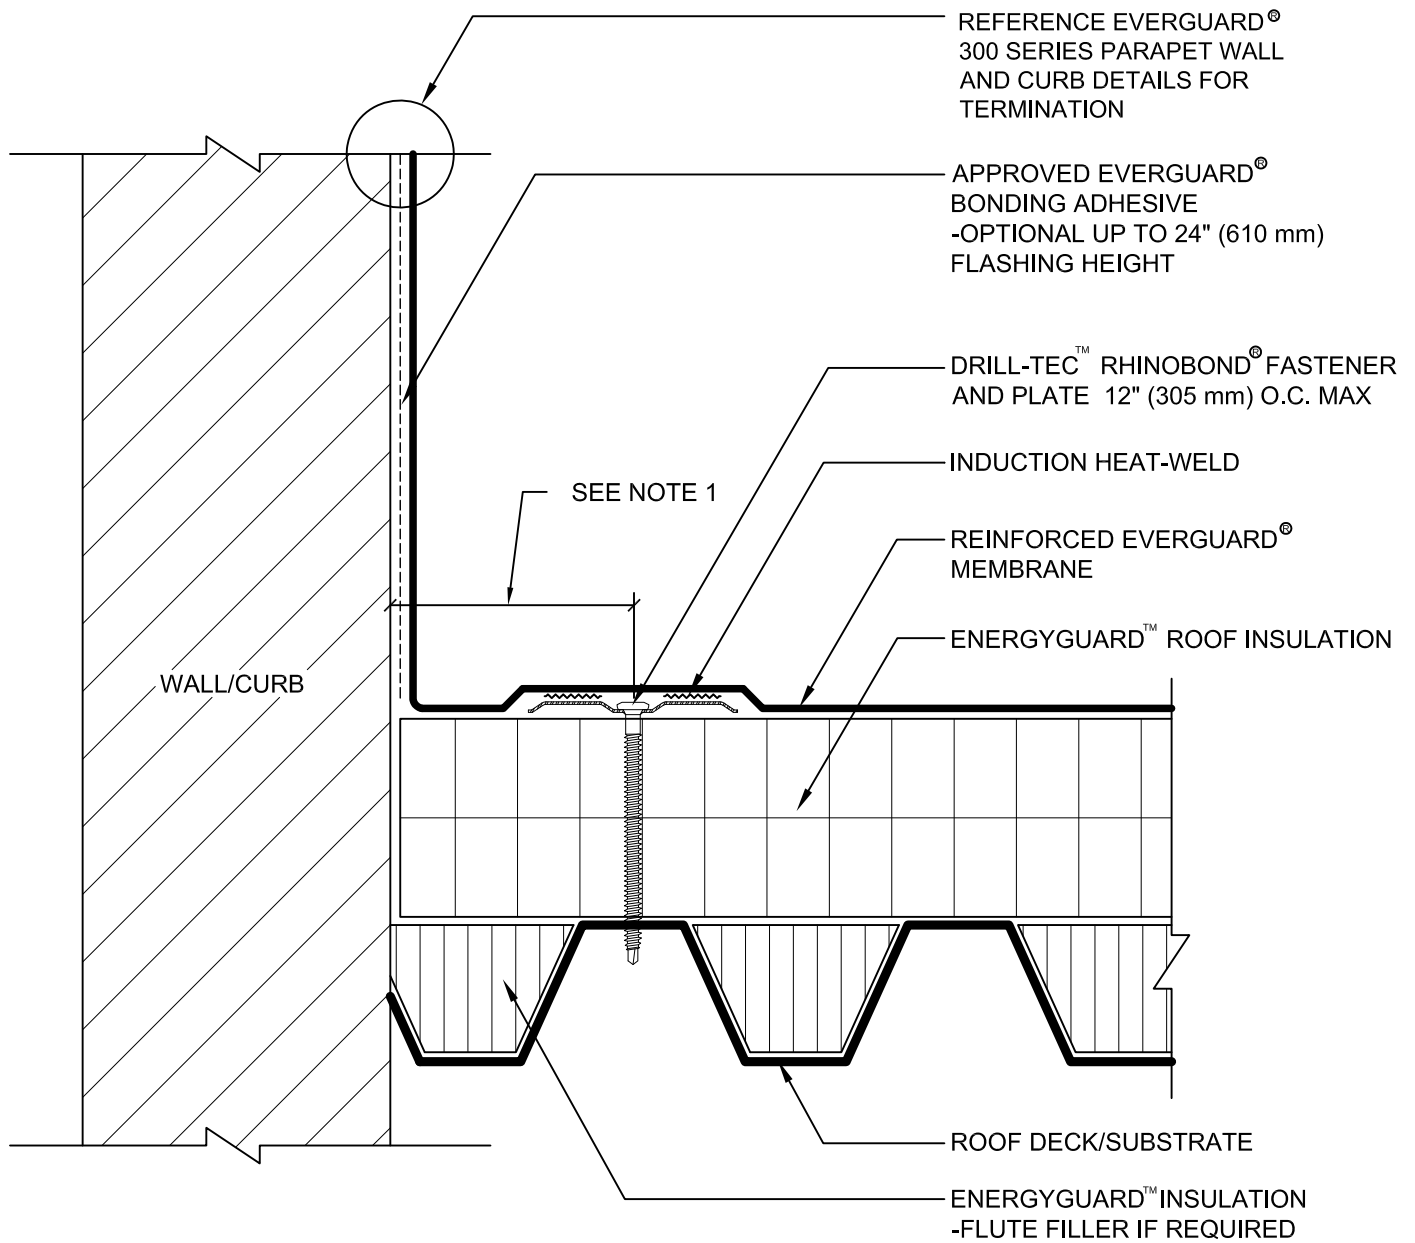 REFERENCE EVERGUARD®
300 SERIES PARAPET WALL
AND CURB DETAILS FOR
TERMINATION
APPROVED EVERGUARD®
BONDING ADHESIVE
-OPTIONAL UP TO 24" (610 mm)
FLASHING HEIGHT
DRILL-TEC™ RHINOBOND® FASTENER
AND PLATE 12" (305 mm) O.C. MAX
INDUCTION HEAT-WELD
SEE NOTE 1
REINFORCED EVERGUARD®
MEMBRANE
ENERGYGUARD™ ROOF INSULATION
WALL/CURB
ROOF DECK/SUBSTRATE
ENERGYGUARD™ INSULATION
-FLUTE FILLER IF REQUIRED